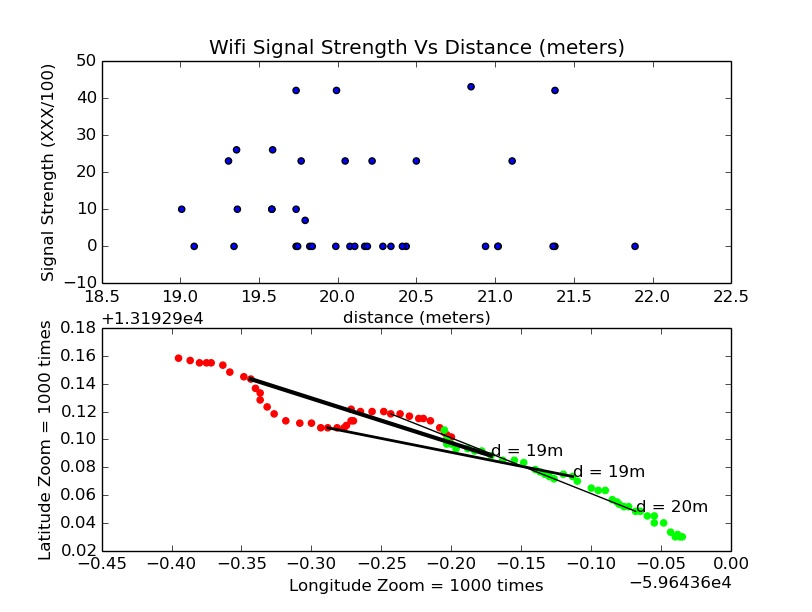 Wifi Signal Strength Vs Distance (meters)
Signal Strength (XXX/100)
50
40
30
20
10
0
−10
18.5 19.0 19.5 20.0 20.5 21.0 21.5 22.0 22.5
distance (meters)
+1.31929e4
Latitude Zoom = 1000 times
0.18
0.16
0.14
0.12
0.10
0.08
0.06
0.04
0.02
d = 19m
d = 19m
d = 20m
−0.45 −0.40 −0.35 −0.30 −0.25 −0.20 −0.15 −0.10 −0.05 0.00
Longitude Zoom = 1000 times
−5.96436e4